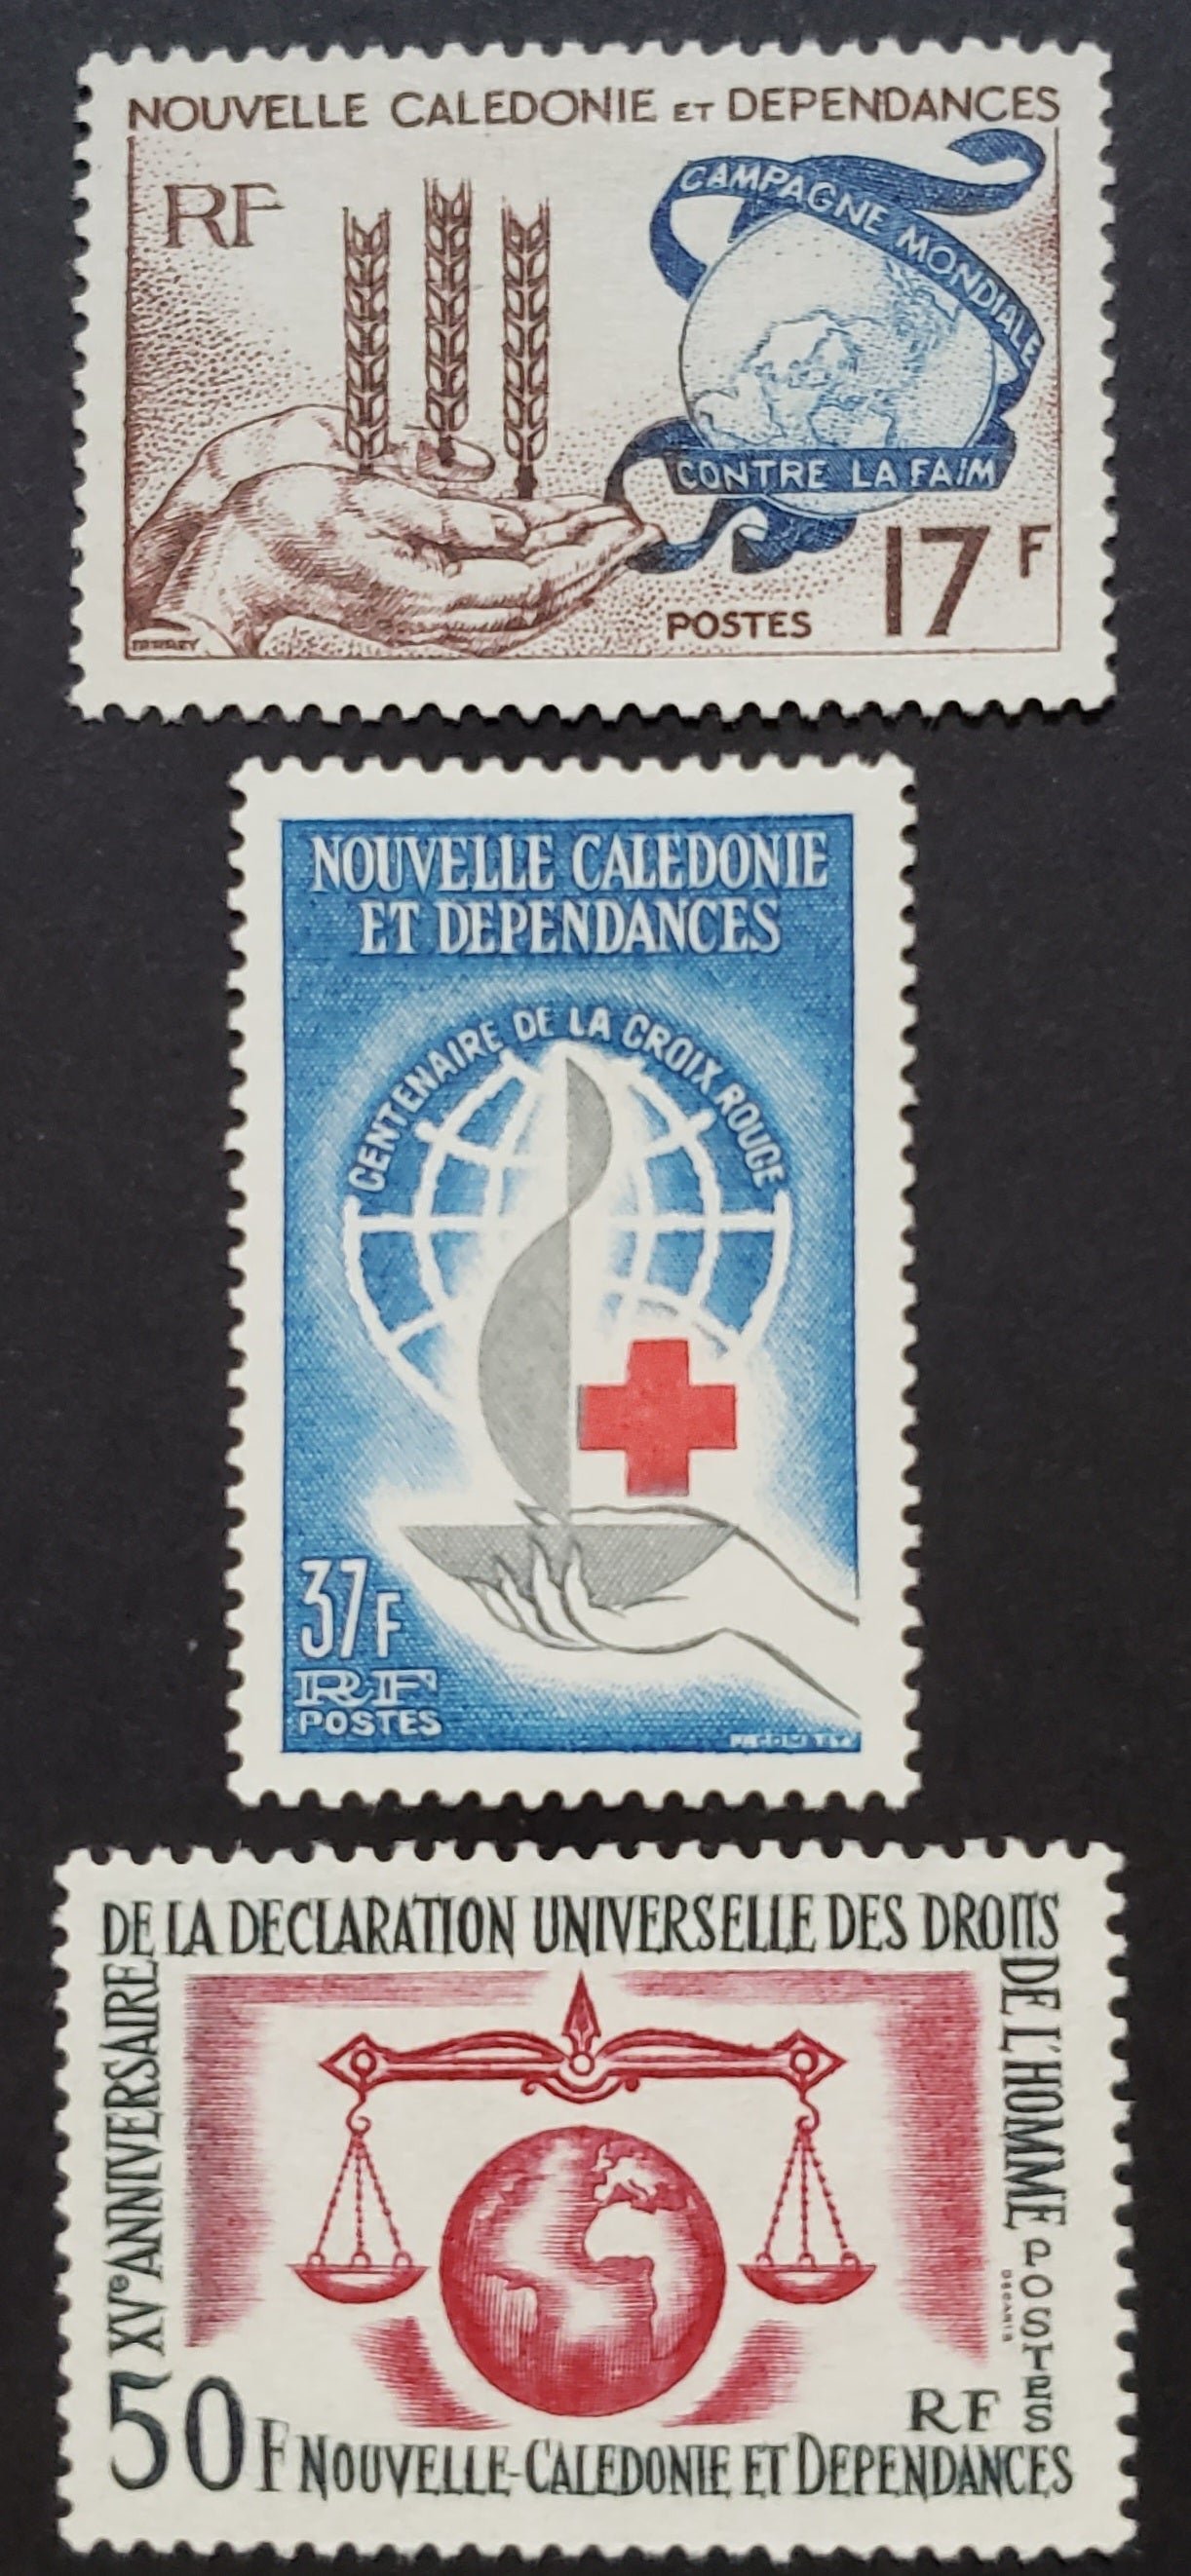 NOUVELLE CALEDONIE ET DEPENDANCES
RF
CAMPAGNE MONDIALE
CONTRE LA FAIM
17 F
POSTES
NOUVELLE CALEDONIE
ET DEPENDANCES
CENTENAIRE DE LA CROIX ROUGE
37F
RF
POSTES
XVe ANNIVERSAIRE
DE LA DECLARATION UNIVERSELLE DES DROITS
DE L'HOMME
POSTES
DECARIS
RF
50F NOUVELLE-CALEDONIE ET DEPENDANCES